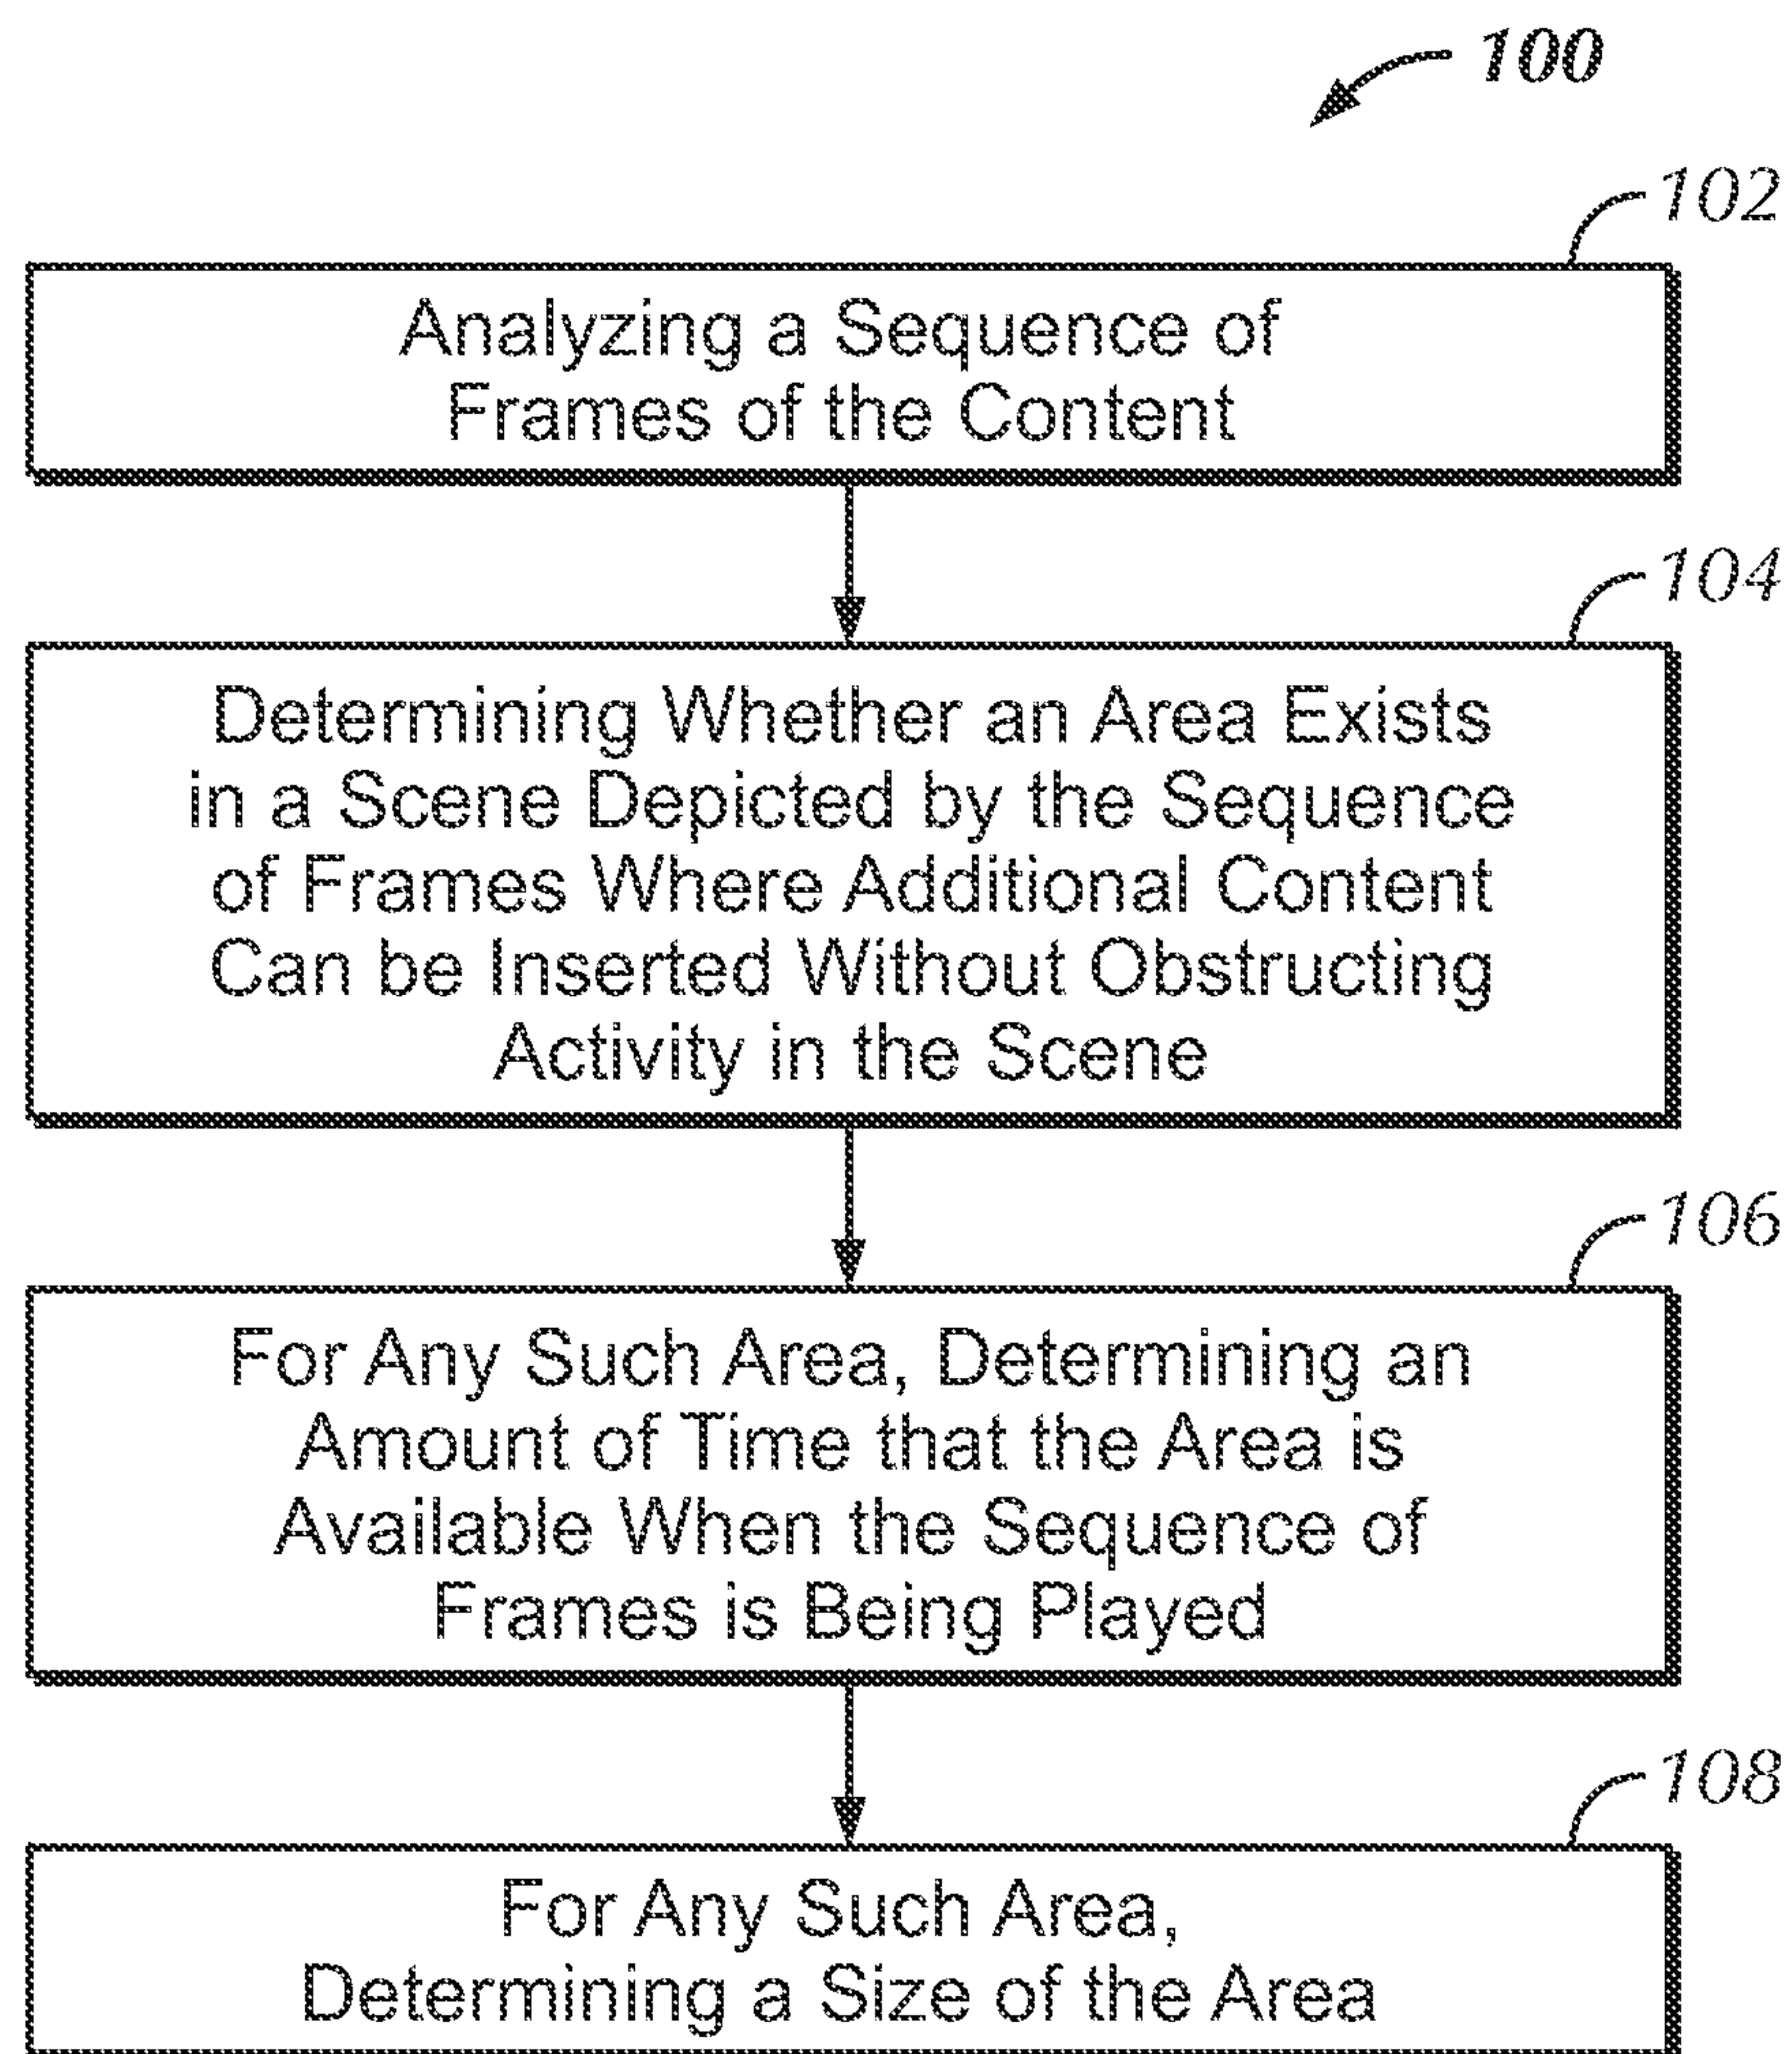 100
102
Analyzing a Sequence of
Frames of the Content
104
Determining Whether an Area Exists
in a Scene Depicted by the Sequence
of Frames Where Additional Content
Can be Inserted Without Obstructing
Activity in the Scene
106
For Any Such Area, Determining an
Amount of Time that the Area is
Available When the Sequence of
Frames is Being Played
108
For Any Such Area,
Determining a Size of the Area